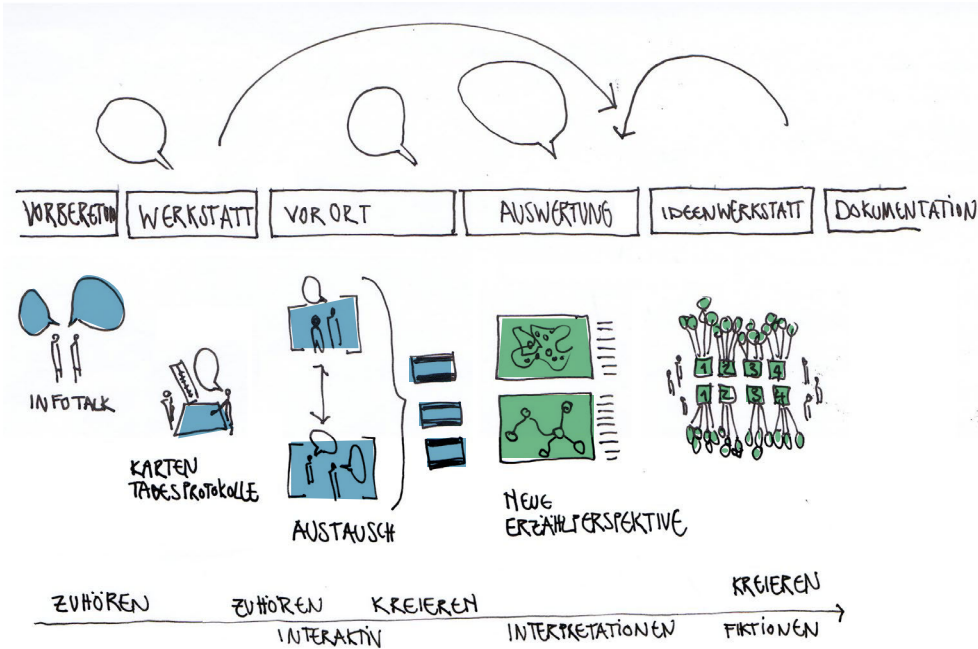 VORBEREITUN
WERKSTATT
VOR ORT
AUSWERTUNG
IDEENWERKSTATT
DOKUMENTATION
INFOTALK
KARTEN
TAGESPROTOKOLLE
AUSTAUSCH
NEUE
ERZÄHLPERSPEKTIVE
1 2 3 4
1 2 3 4
ZUHÖREN
ZUHÖREN
KREIEREN
KREIEREN
INTERAKTIV
INTERPRETATIONEN
FIKTIONEN